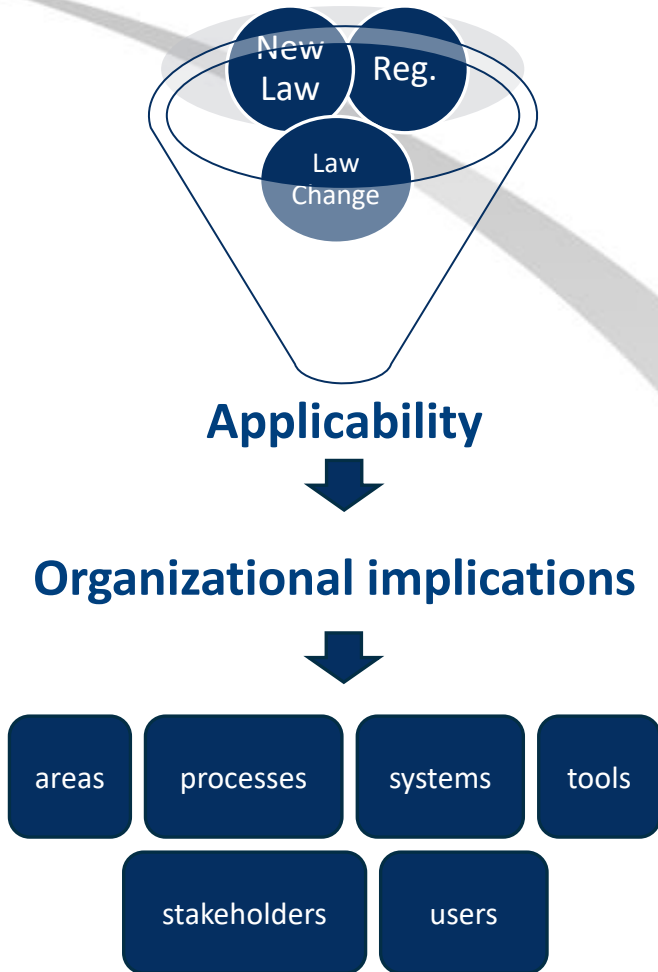 New
Law
Reg.
Law
Change
Applicability
Organizational implications
areas
processes
systems
tools
stakeholders
users